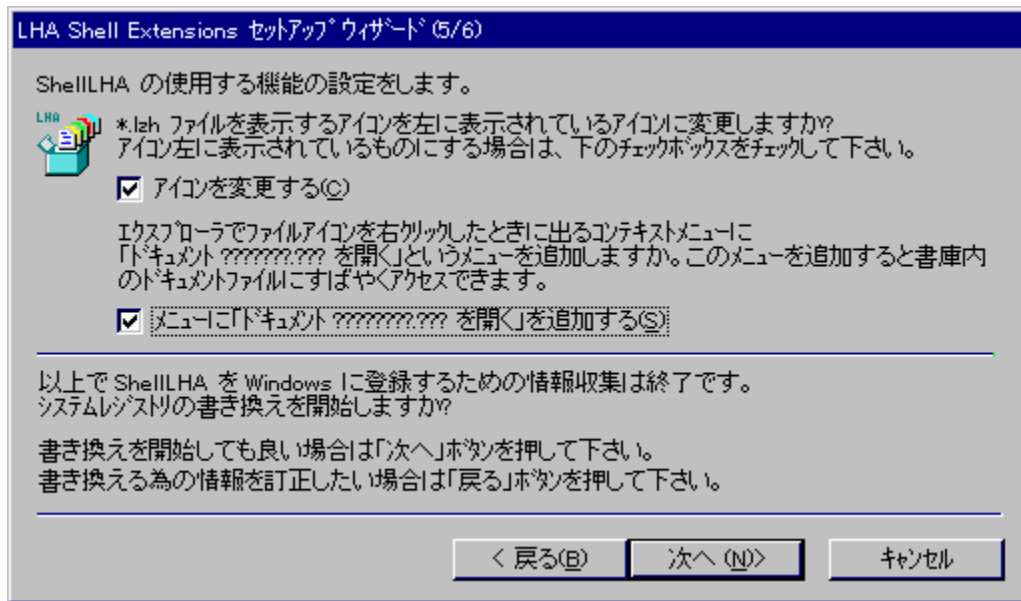 LHA Shell Extensions ｾｯﾄｱｯﾌﾟｳｨｻﾞｰﾄﾞ(5/6)
ShellLHA の使用する機能の設定をします。
LHA
*.lzh ファイルを表示するアイコンを左に表示されているアイコンに変更しますか?
アイコン左に表示されているものにする場合は、下のﾁｪｯｸﾎﾞｯｸｽをﾁｪｯｸして下さい。
アイコンを変更する(C)
ｴｸｽﾌﾟﾛｰﾗでファイルアイコンを右ｸﾘｯｸしたときに出るコンテキストメニューに
「ﾄﾞｷｭﾒﾝﾄ ???????.??? を開く」というﾒﾆｭｰを追加しますか。このﾒﾆｭｰを追加すると書庫内
のﾄﾞｷｭﾒﾝﾄファイルにすばやくｱｸｾｽできます。
メニューに「ﾄﾞｷｭﾒﾝﾄ ????????.??? を開く」を追加する(S)
以上で ShellLHA を Windows に登録するための情報収集は終了です。
ｼｽﾃﾑﾚｼﾞｽﾄﾘの書き換えを開始しますか?
書き換えを開始しても良い場合は「次へ」ﾎﾞﾀﾝを押して下さい。
書き換える為の情報を訂正したい場合は「戻る」ﾎﾞﾀﾝを押して下さい。
< 戻る(B)
次へ (N)>
ｷｬﾝｾﾙ